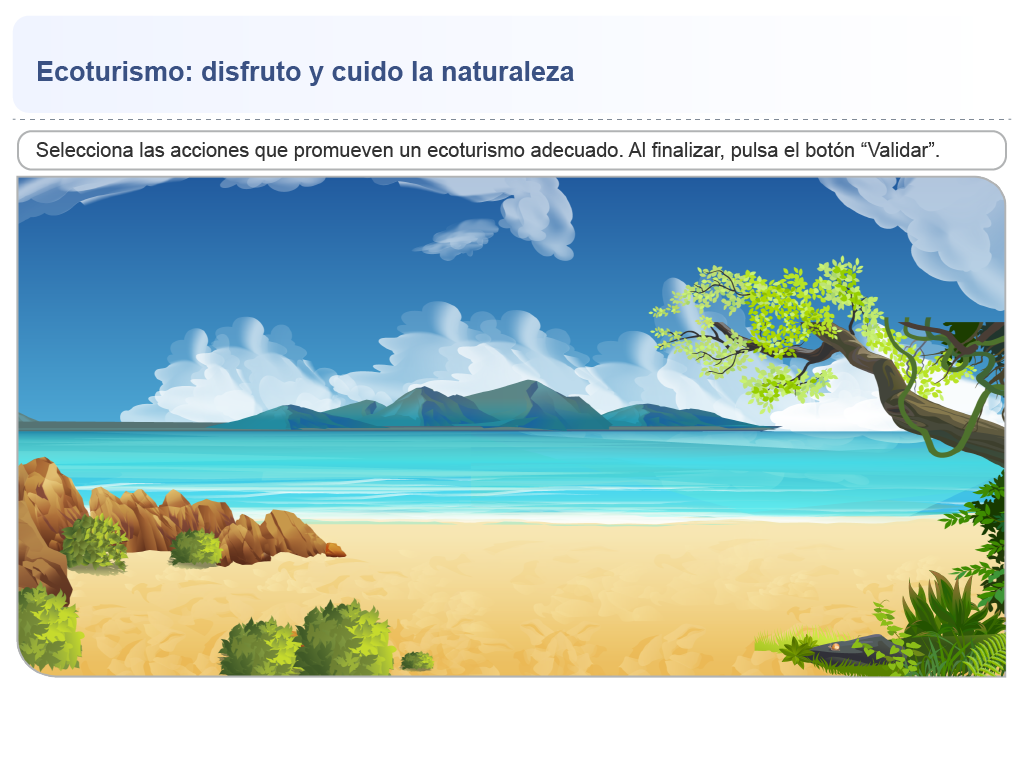 Ecoturismo: disfruto y cuido la naturaleza
Selecciona las acciones que promueven un ecoturismo adecuado. Al finalizar, pulsa el botón “Validar”.